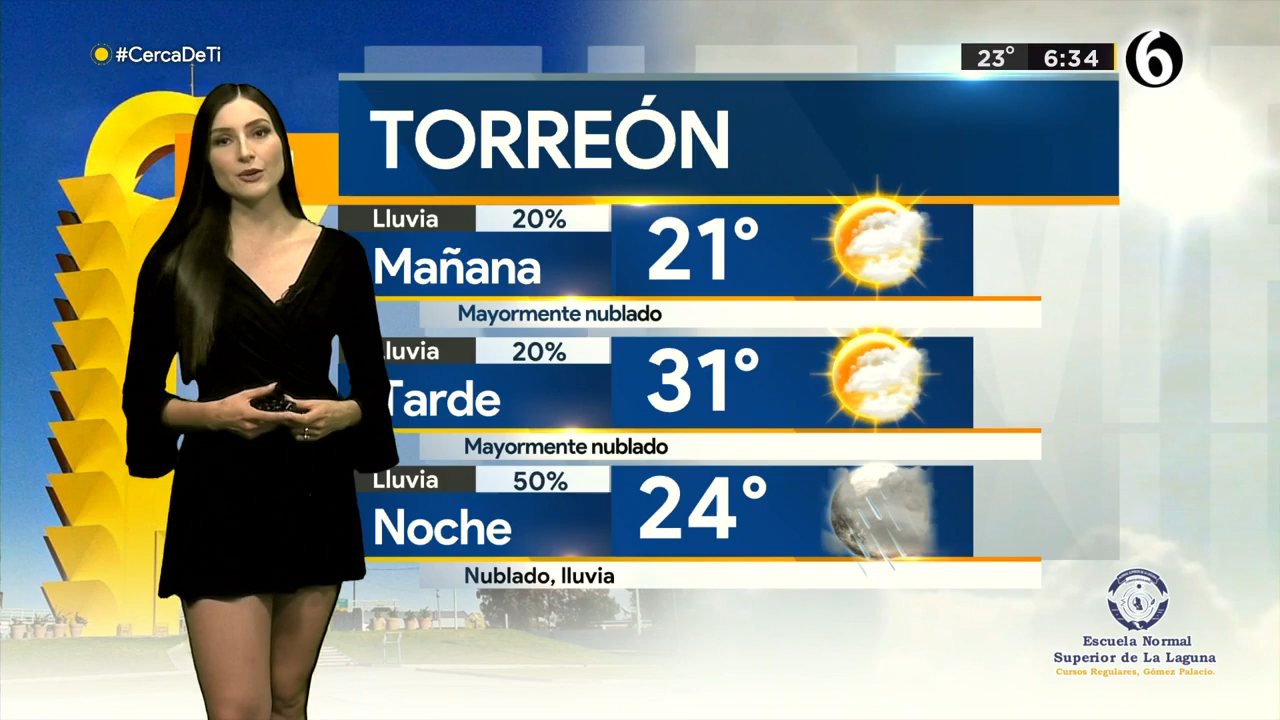 #CercaDeTi
23° 6:34 6
TORREÓN
Lluvia 20%
Mañana 21°
Mayormente nublado
Lluvia 20%
Tarde 31°
Mayormente nublado
Lluvia 50%
Noche 24°
Nublado, lluvia
Escuela Normal
Superior de La Laguna
Cursos Regulares, Gómez Palacio.